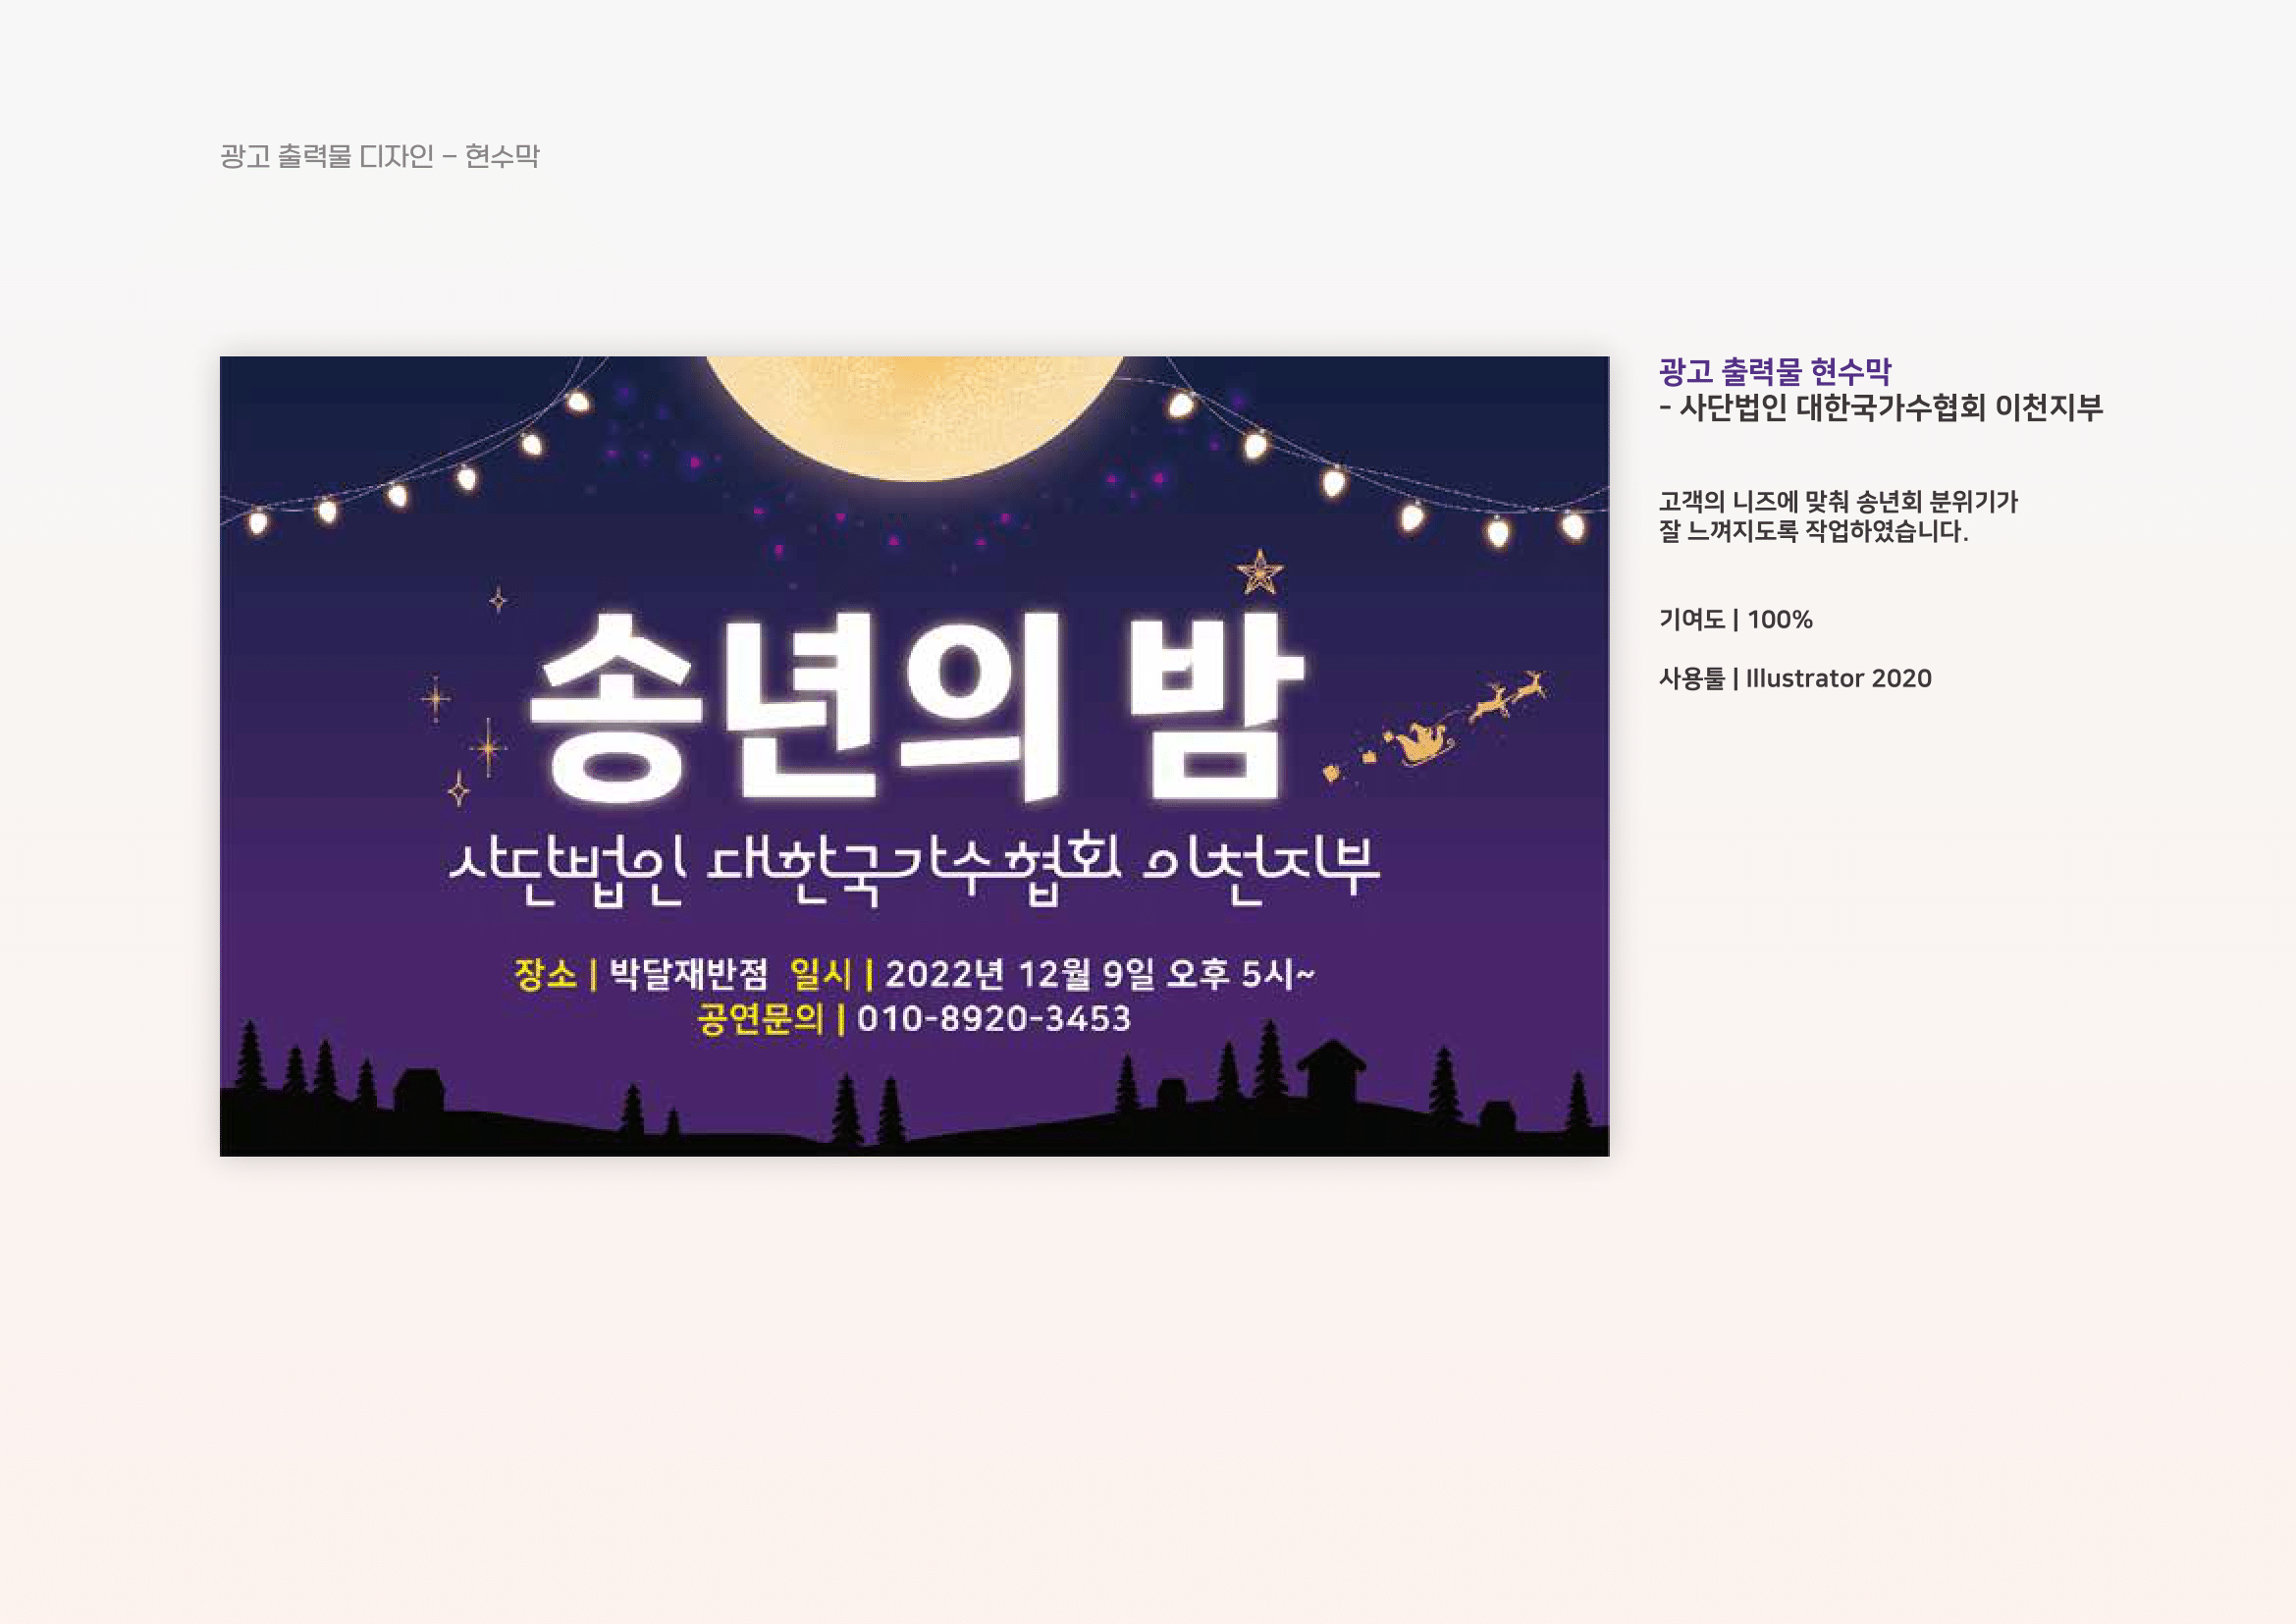 광고 출력물 디자인 – 현수막
송년의 밤
사단법인 대한국가수협회 이천지부
장소 | 박달재반점 일시 | 2022년 12월 9일 오후 5시~
공연문의 | 010-8920-3453
광고 출력물 현수막
- 사단법인 대한국가수협회 이천지부
고객의 니즈에 맞춰 송년회 분위기가
잘 느껴지도록 작업하였습니다.
기여도 | 100%
사용툴 | Illustrator 2020